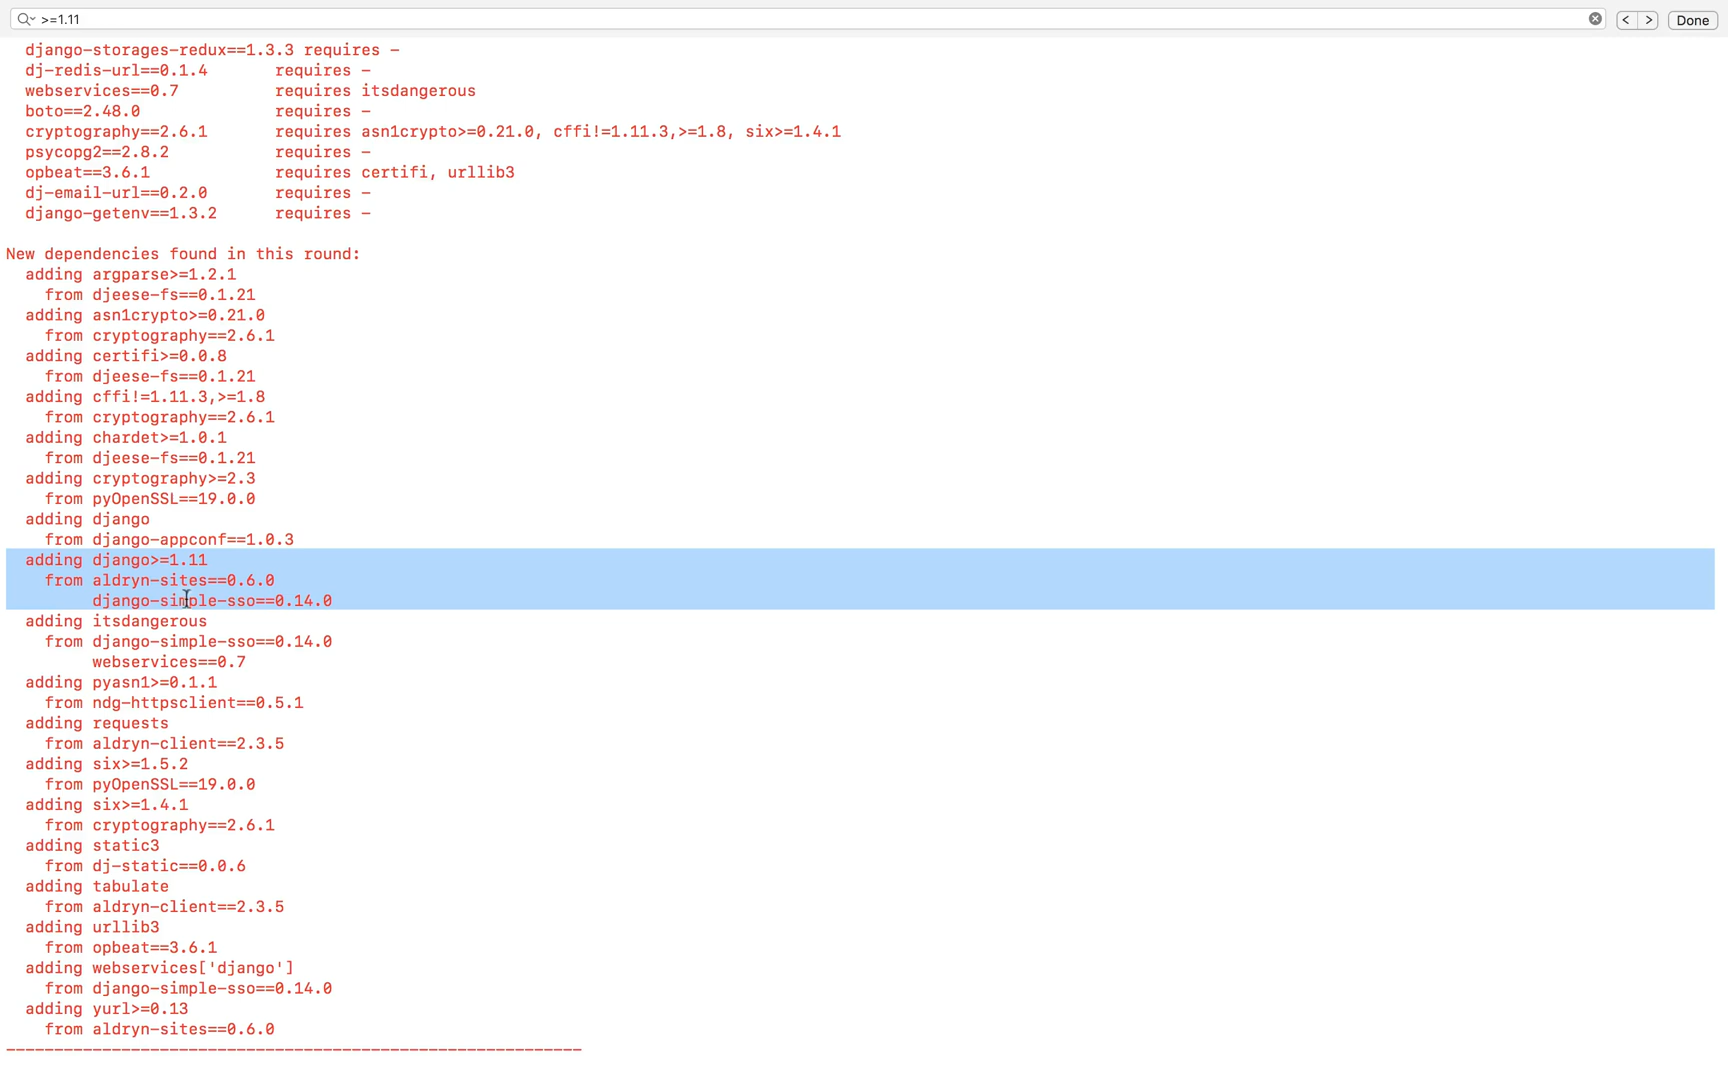 >=1.11
< > Done
django-storages-redux==1.3.3 requires -
dj-redis-url==0.1.4 requires -
webservices==0.7 requires itsdangerous
boto==2.48.0 requires -
cryptography==2.6.1 requires asn1crypto>=0.21.0, cffi!=1.11.3,>=1.8, six>=1.4.1
psycopg2==2.8.2 requires -
opbeat==3.6.1 requires certifi, urllib3
dj-email-url==0.2.0 requires -
django-getenv==1.3.2 requires -
New dependencies found in this round:
adding argparse>=1.2.1
from djeese-fs==0.1.21
adding asn1crypto>=0.21.0
from cryptography==2.6.1
adding certifi>=0.0.8
from djeese-fs==0.1.21
adding cffi!=1.11.3,>=1.8
from cryptography==2.6.1
adding chardet>=1.0.1
from djeese-fs==0.1.21
adding cryptography>=2.3
from pyOpenSSL==19.0.0
adding django
from django-appconf==1.0.3
adding django>=1.11
from aldryn-sites==0.6.0
django-simple-sso==0.14.0
adding itsdangerous
from django-simple-sso==0.14.0
webservices==0.7
adding pyasn1>=0.1.1
from ndg-httpsclient==0.5.1
adding requests
from aldryn-client==2.3.5
adding six>=1.5.2
from pyOpenSSL==19.0.0
adding six>=1.4.1
from cryptography==2.6.1
adding static3
from dj-static==0.0.6
adding tabulate
from aldryn-client==2.3.5
adding urllib3
from opbeat==3.6.1
adding webservices['django']
from django-simple-sso==0.14.0
adding yurl>=0.13
from aldryn-sites==0.6.0
------------------------------------------------------------